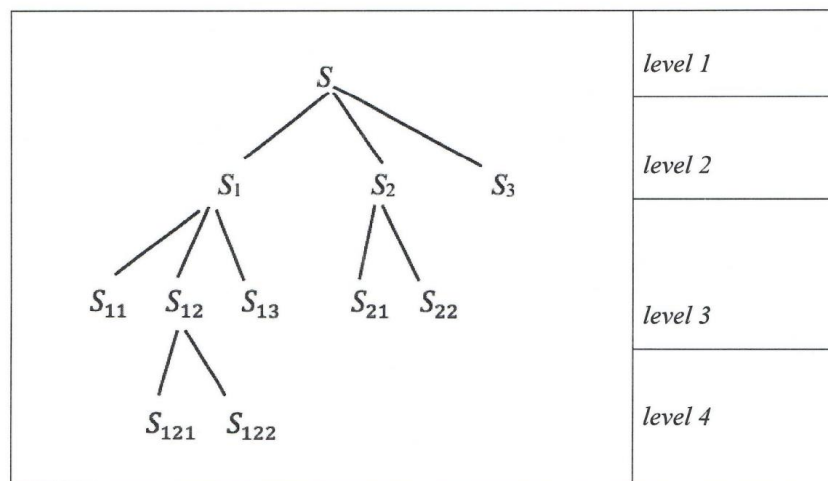 S
level 1
S₁ S₂ S₃
level 2
S₁₁ S₁₂ S₁₃ S₂₁ S₂₂
level 3
S₁₂₁ S₁₂₂
level 4